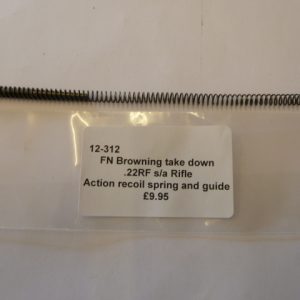 12-312
FN Browning take down
.22RF s/a Rifle
Action recoil spring and guide
£9.95